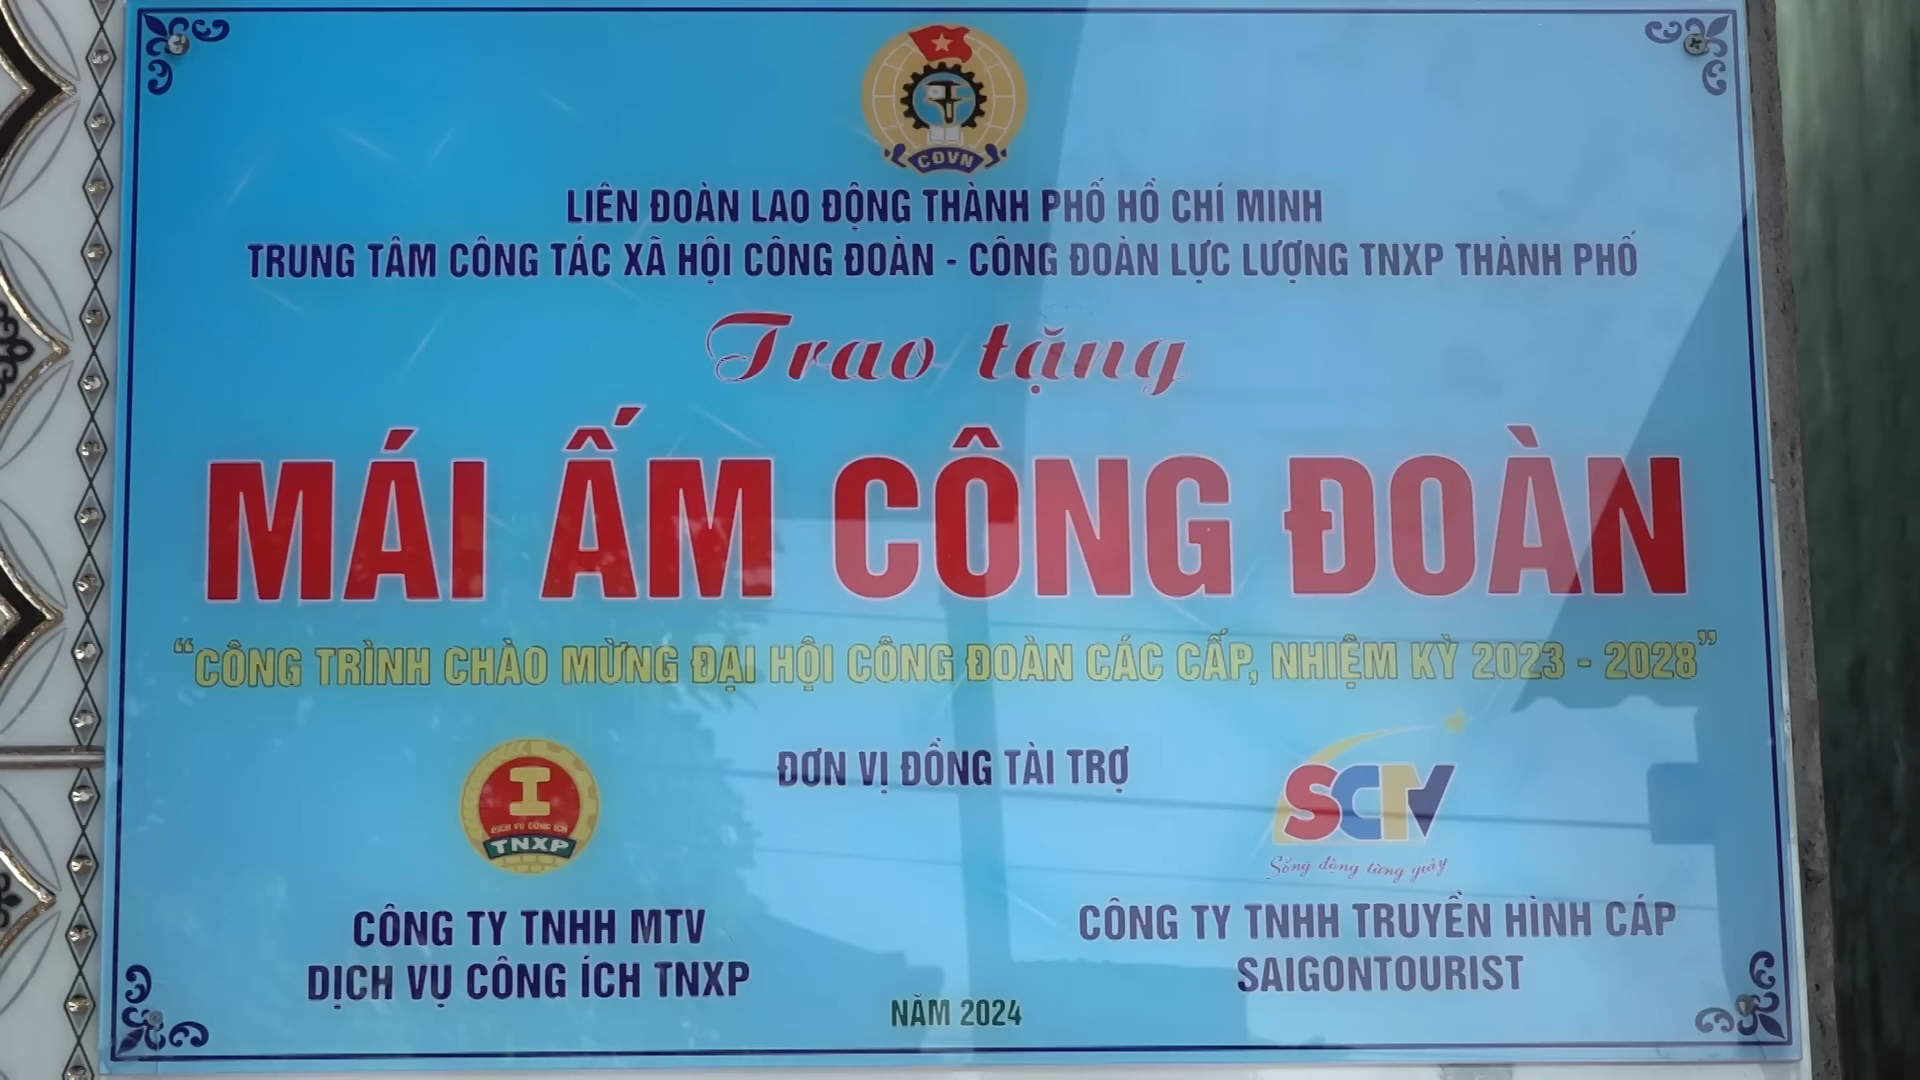 CĐVN
LIÊN ĐOÀN LAO ĐỘNG THÀNH PHỐ HỒ CHÍ MINH
TRUNG TÂM CÔNG TÁC XÃ HỘI CÔNG ĐOÀN - CÔNG ĐOÀN LỰC LƯỢNG TNXP THÀNH PHỐ
Trao tặng
MÁI ẤM CÔNG ĐOÀN
“CÔNG TRÌNH CHÀO MỪNG ĐẠI HỘI CÔNG ĐOÀN CÁC CẤP, NHIỆM KỲ 2023 - 2028”
ĐƠN VỊ ĐỒNG TÀI TRỢ
DỊCH VỤ CÔNG ÍCH
TNXP
CÔNG TY TNHH MTV
DỊCH VỤ CÔNG ÍCH TNXP
SCTV
Sống động từng giây
CÔNG TY TNHH TRUYỀN HÌNH CÁP
SAIGONTOURIST
NĂM 2024